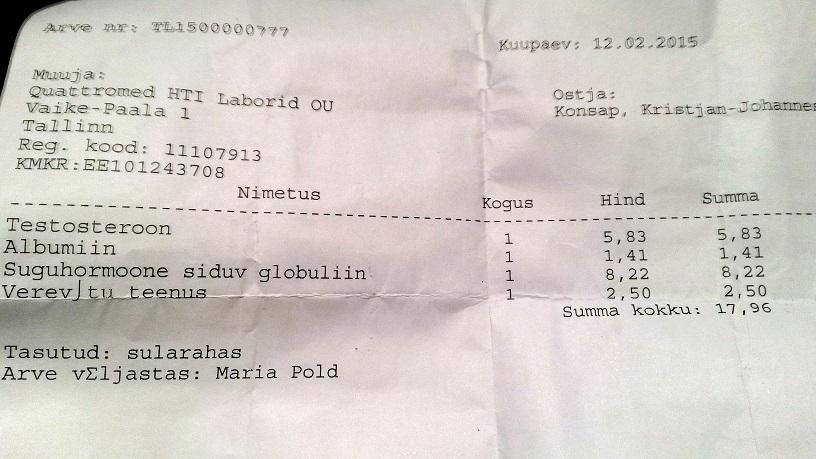 Arve nr: TL1500000777
Kuupaev: 12.02.2015
Muuja:
Quattromed HTI Laborid OU
Vaike-Paala 1
Tallinn
Reg. kood: 11107913
KMKR:EE101243708
Ostja:
Konsap, Kristjan-Johannes
Nimetus Kogus Hind Summa
Testosteroon 1 5,83 5,83
Albumiin 1 1,41 1,41
Suguhormoone siduv globuliin 1 8,22 8,22
Verev⌡tu teenus 1 2,50 2,50
Summa kokku: 17,96
Tasutud: sularahas
Arve vΣljastas: Maria Pold